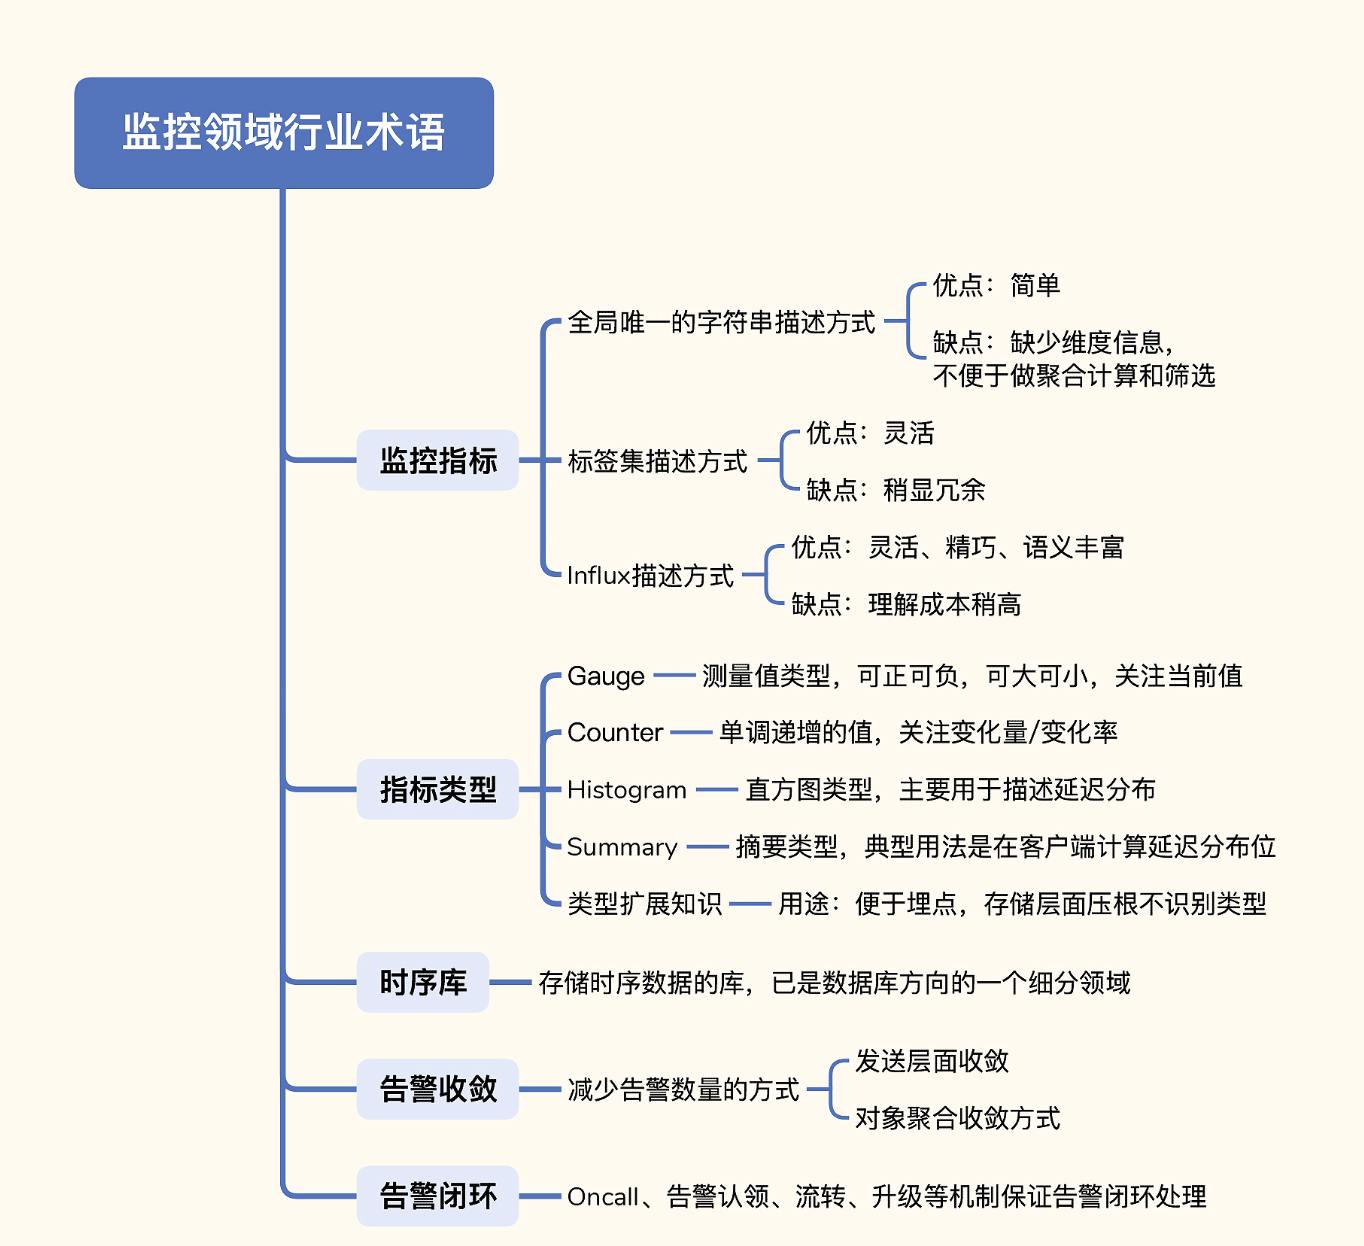 监控领域行业术语
监控指标
全局唯一的字符串描述方式
优点：简单
缺点：缺少维度信息，
不便于做聚合计算和筛选
标签集描述方式
优点：灵活
缺点：稍显冗余
Influx描述方式
优点：灵活、精巧、语义丰富
缺点：理解成本稍高
指标类型
Gauge
测量值类型，可正可负，可大可小，关注当前值
Counter
单调递增的值，关注变化量/变化率
Histogram
直方图类型，主要用于描述延迟分布
Summary
摘要类型，典型用法是在客户端计算延迟分布位
类型扩展知识
用途：便于埋点，存储层面压根不识别类型
时序库
存储时序数据的库，已是数据库方向的一个细分领域
告警收敛
减少告警数量的方式
发送层面收敛
对象聚合收敛方式
告警闭环
Oncall、告警认领、流转、升级等机制保证告警闭环处理